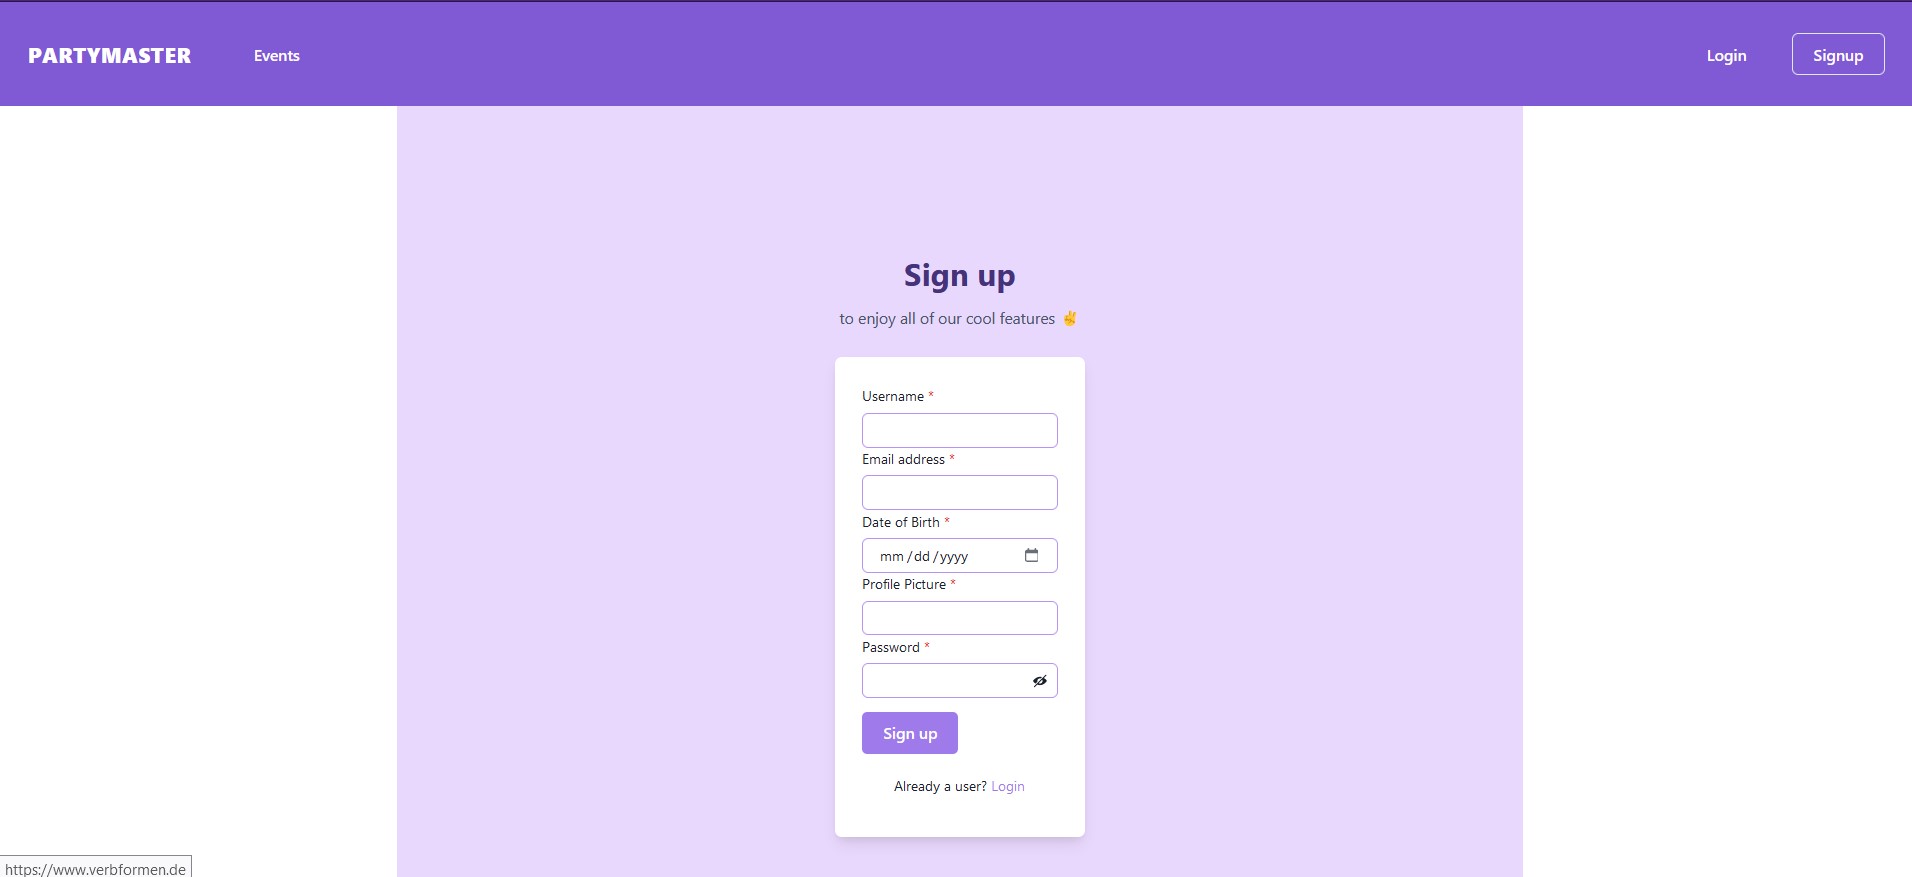 PARTYMASTER Events Login Signup
Sign up
to enjoy all of our cool features ✌
Username *
Email address *
Date of Birth *
mm/dd/yyyy
Profile Picture *
Password *
Sign up
Already a user? Login
https://www.verbformen.de